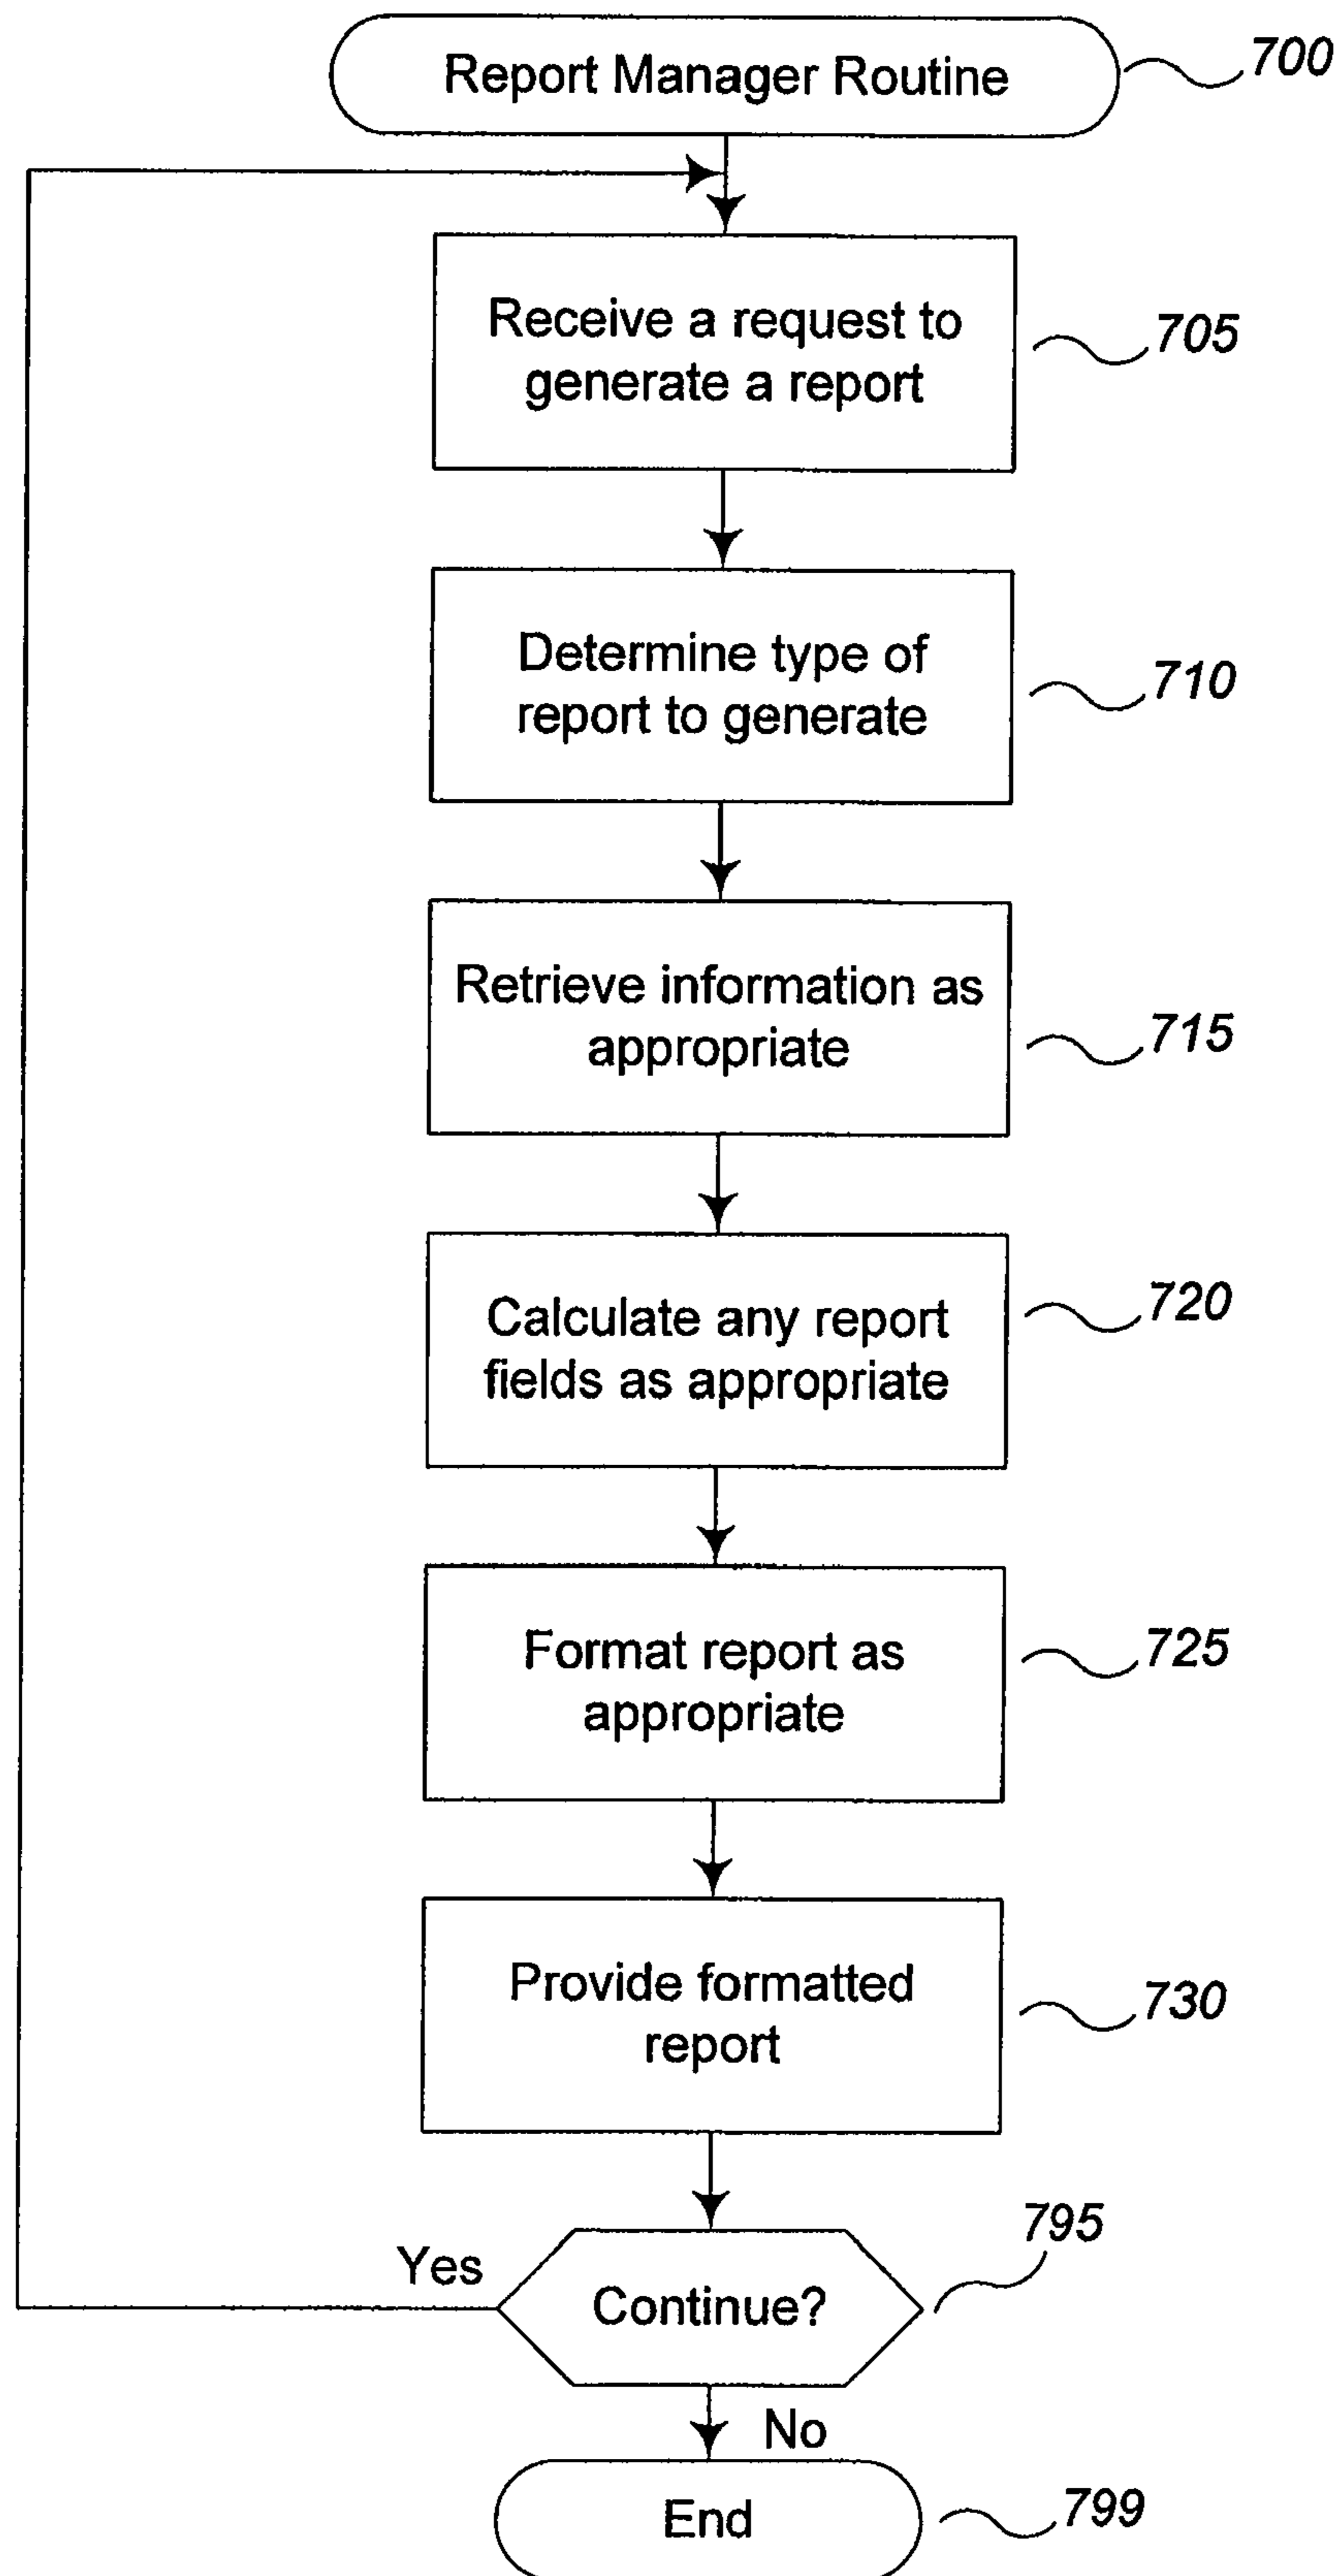 Report Manager Routine
700
Receive a request to
generate a report
705
Determine type of
report to generate
710
Retrieve information as
appropriate
715
Calculate any report
fields as appropriate
720
Format report as
appropriate
725
Provide formatted
report
730
795
Yes
Continue?
No
End
799